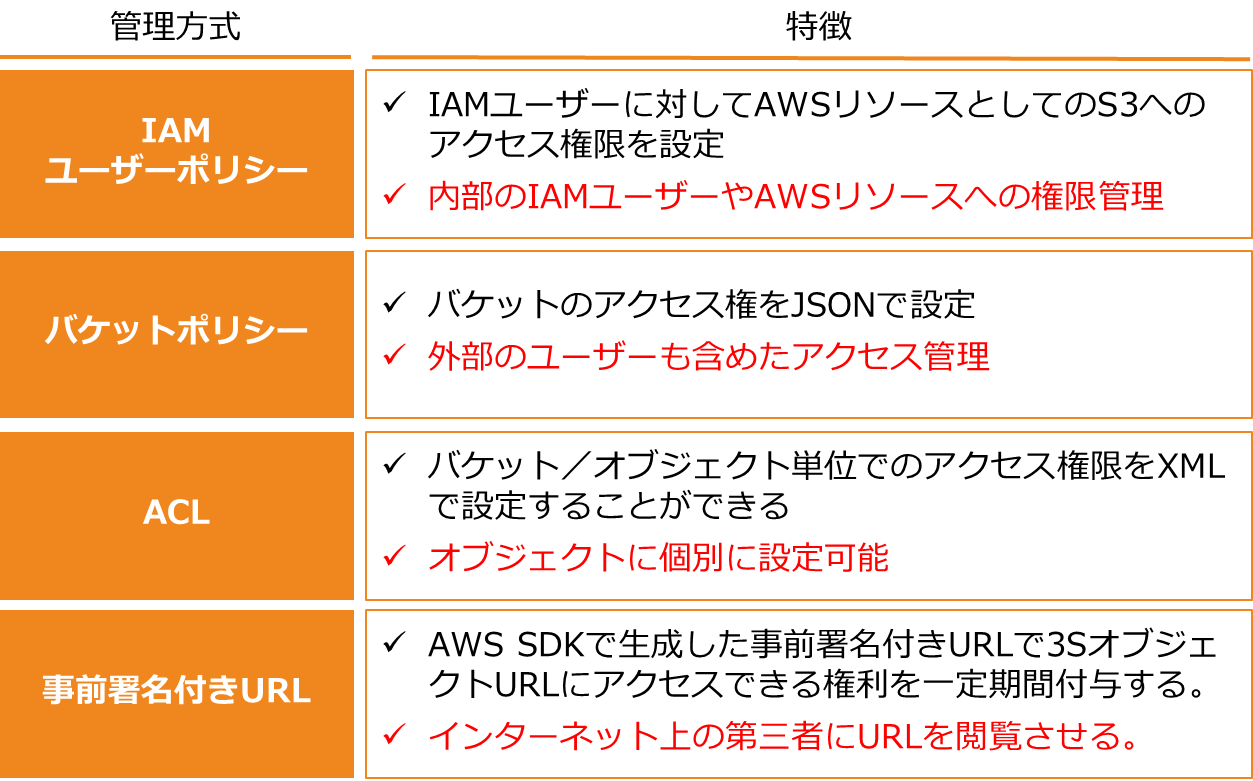 管理方式
特徴
IAM
ユーザーポリシー
✓ IAMユーザーに対してAWSリソースとしてのS3への
アクセス権限を設定
✓ 内部のIAMユーザーやAWSリソースへの権限管理
バケットポリシー
✓ バケットのアクセス権をJSONで設定
✓ 外部のユーザーも含めたアクセス管理
ACL
✓ バケット／オブジェクト単位でのアクセス権限をXML
で設定することができる
✓ オブジェクトに個別に設定可能
事前署名付きURL
✓ AWS SDKで生成した事前署名付きURLで3Sオブジェ
クトURLにアクセスできる権利を一定期間付与する。
✓ インターネット上の第三者にURLを閲覧させる。